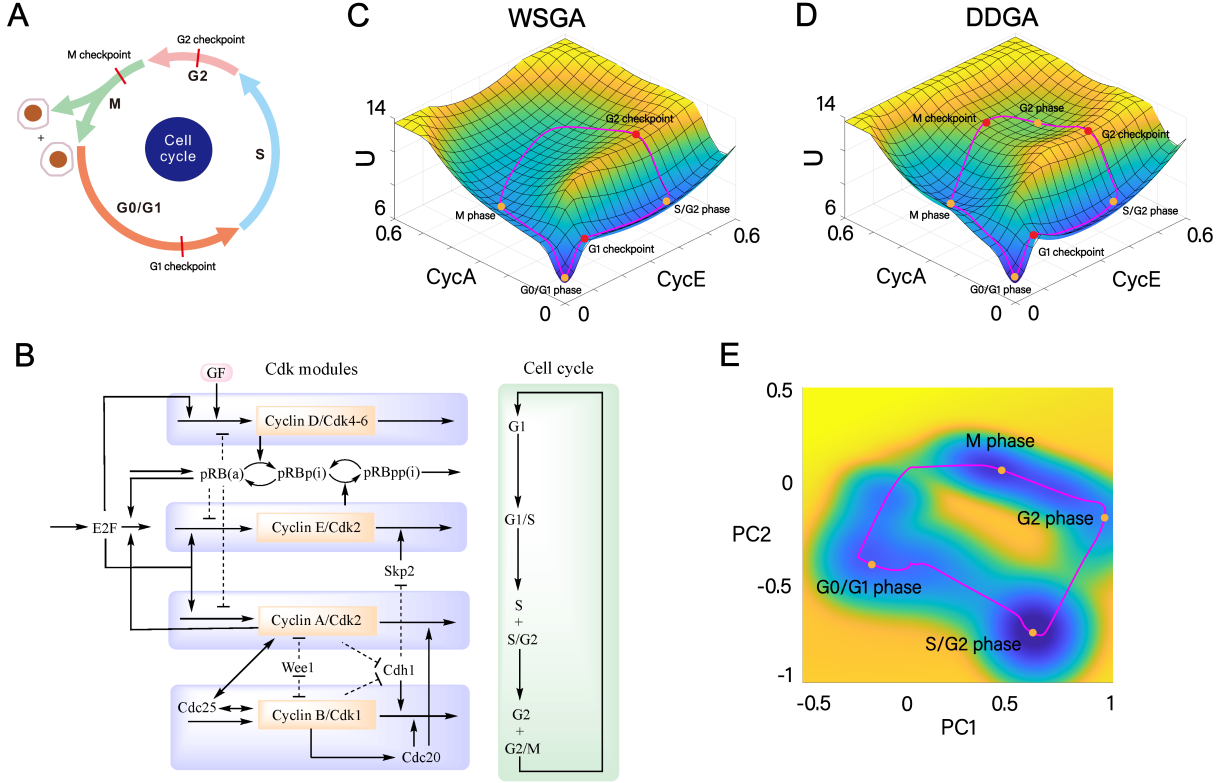 A
G2 checkpoint
M checkpoint
G2
M
+
Cell
cycle
S
G0/G1
G1 checkpoint
C
WSGA
14
U
6
0.6
CycA
0
0
CycE
0.6
G2 checkpoint
M phase
S/G2 phase
G1 checkpoint
G0/G1 phase
D
DDGA
14
U
6
0.6
CycA
0
0
CycE
0.6
M checkpoint
G2 phase
G2 checkpoint
M phase
S/G2 phase
G1 checkpoint
G0/G1 phase
B
GF
Cdk modules
Cell cycle
Cyclin D/Cdk4-6
pRB(a)
pRBp(i)
pRBpp(i)
E2F
Cyclin E/Cdk2
Skp2
Cyclin A/Cdk2
Wee1
Cdh1
Cdc25
Cyclin B/Cdk1
Cdc20
G1
G1/S
S
+
S/G2
G2
+
G2/M
E
0.5
0
-0.5
-1
PC2
-0.5
0
0.5
1
PC1
M phase
G2 phase
G0/G1 phase
S/G2 phase